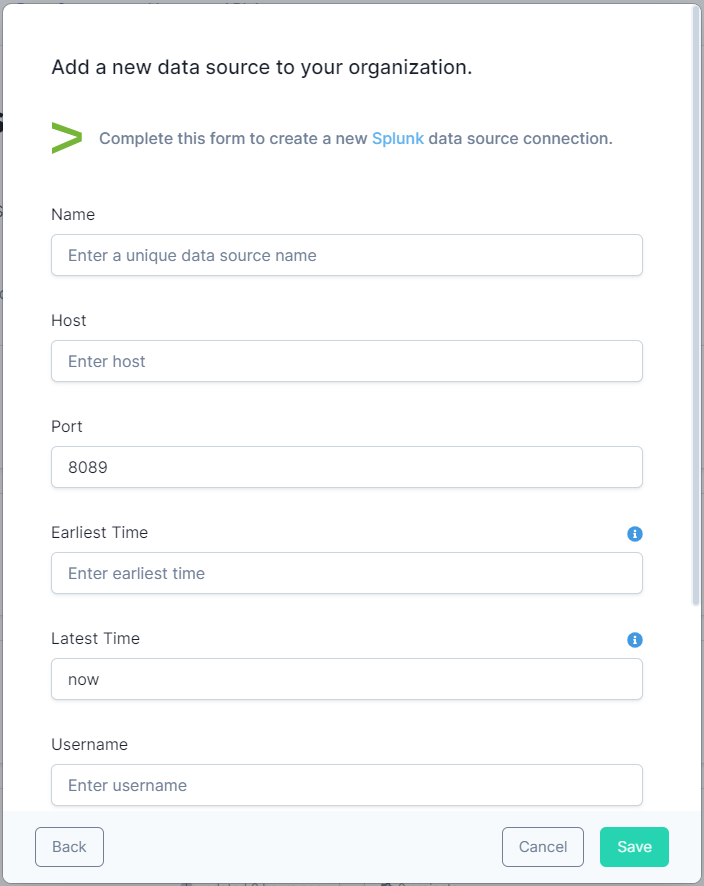 Add a new data source to your organization.
Complete this form to create a new Splunk data source connection.
Name
Enter a unique data source name
Host
Enter host
Port
8089
Earliest Time
Enter earliest time
Latest Time
now
Username
Enter username
Back
Cancel
Save